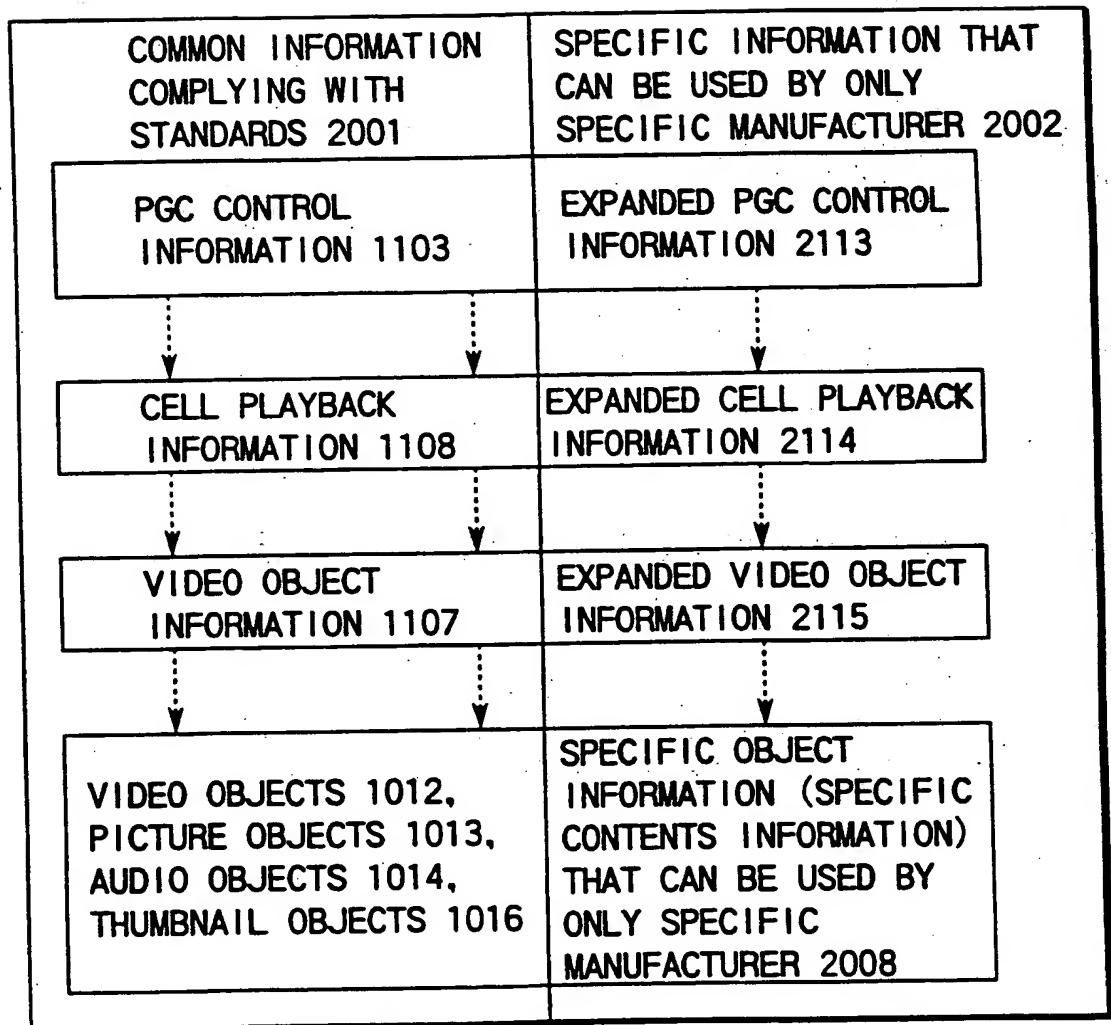 COMMON INFORMATION
COMPLYING WITH
STANDARDS 2001
SPECIFIC INFORMATION THAT
CAN BE USED BY ONLY
SPECIFIC MANUFACTURER 2002
PGC CONTROL
INFORMATION 1103
EXPANDED PGC CONTROL
INFORMATION 2113
CELL PLAYBACK
INFORMATION 1108
EXPANDED CELL PLAYBACK
INFORMATION 2114
VIDEO OBJECT
INFORMATION 1107
EXPANDED VIDEO OBJECT
INFORMATION 2115
VIDEO OBJECTS 1012,
PICTURE OBJECTS 1013,
AUDIO OBJECTS 1014,
THUMBNAIL OBJECTS 1016
SPECIFIC OBJECT
INFORMATION (SPECIFIC
CONTENTS INFORMATION)
THAT CAN BE USED BY
ONLY SPECIFIC
MANUFACTURER 2008